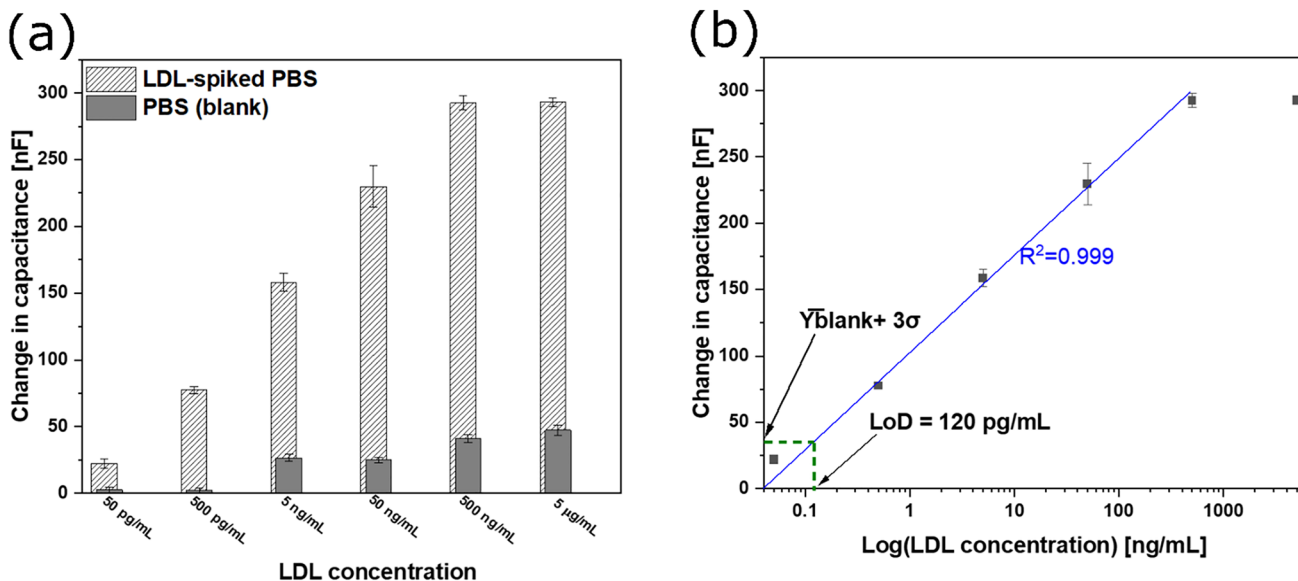 (a)
LDL-spiked PBS
PBS (blank)
Change in capacitance [nF]
300
250
200
150
100
50
0
50 pg/mL
500 pg/mL
5 ng/mL
50 ng/mL
500 ng/mL
5 µg/mL
LDL concentration
(b)
Change in capacitance [nF]
300
250
200
150
100
50
0
R²=0.999
Y̅blank+ 3σ
LoD = 120 pg/mL
0.1
1
10
100
1000
Log(LDL concentration) [ng/mL]